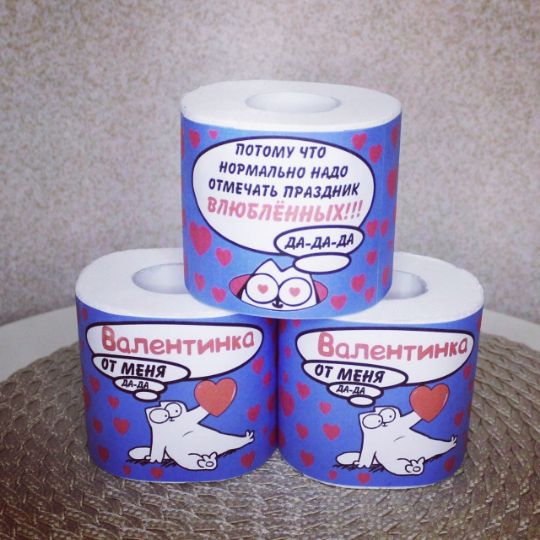 ПОТОМУ ЧТО
НОРМАЛЬНО НАДО
ОТМЕЧАТЬ ПРАЗДНИК
ВЛЮБЛЁННЫХ!!!
ДА-ДА-ДА
Валентинка
ОТ МЕНЯ
ДА-ДА
Валентинка
ОТ МЕНЯ
ДА-ДА